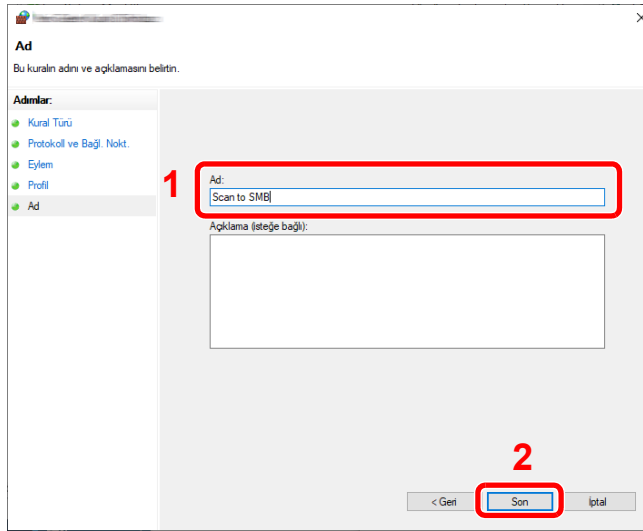 Ad
Bu kuralın adını ve açıklamasını belirtin.
Adımlar:
Kural Türü
Protokoll ve Bağl. Nokt.
Eylem
Profil
Ad
1
Ad:
Scan to SMB
Açıklama (isteğe bağlı):
2
< Geri
Son
İptal